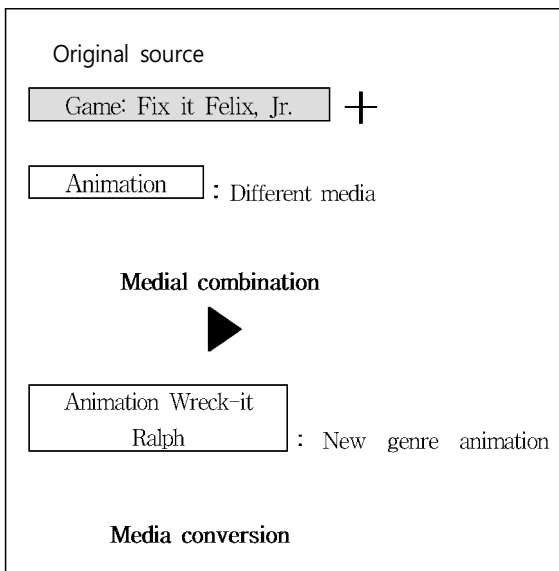 Original source
Game: Fix it Felix, Jr. +
Animation : Different media
Medial combination
Animation Wreck-it
Ralph : New genre animation
Media conversion